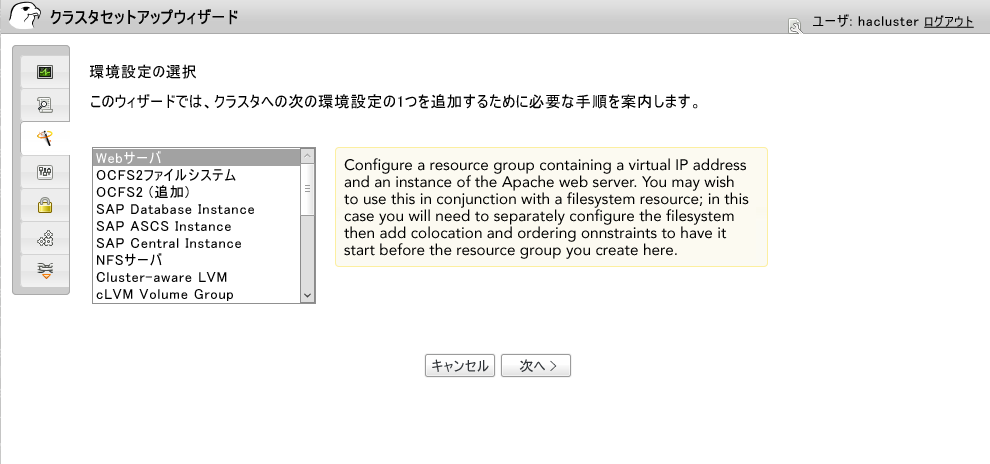 クラスタセットアップウィザード
ユーザ: hacluster ログアウト
環境設定の選択
このウィザードでは、クラスタへの次の環境設定の1つを追加するために必要な手順を案内します。
Webサーバ
OCFS2ファイルシステム
OCFS2（追加）
SAP Database Instance
SAP ASCS Instance
SAP Central Instance
NFSサーバ
Cluster-aware LVM
cLVM Volume Group
Configure a resource group containing a virtual IP address
and an instance of the Apache web server. You may wish
to use this in conjunction with a filesystem resource; in this
case you will need to separately configure the filesystem
then add colocation and ordering onnstraints to have it
start before the resource group you create here.
キャンセル
次へ >